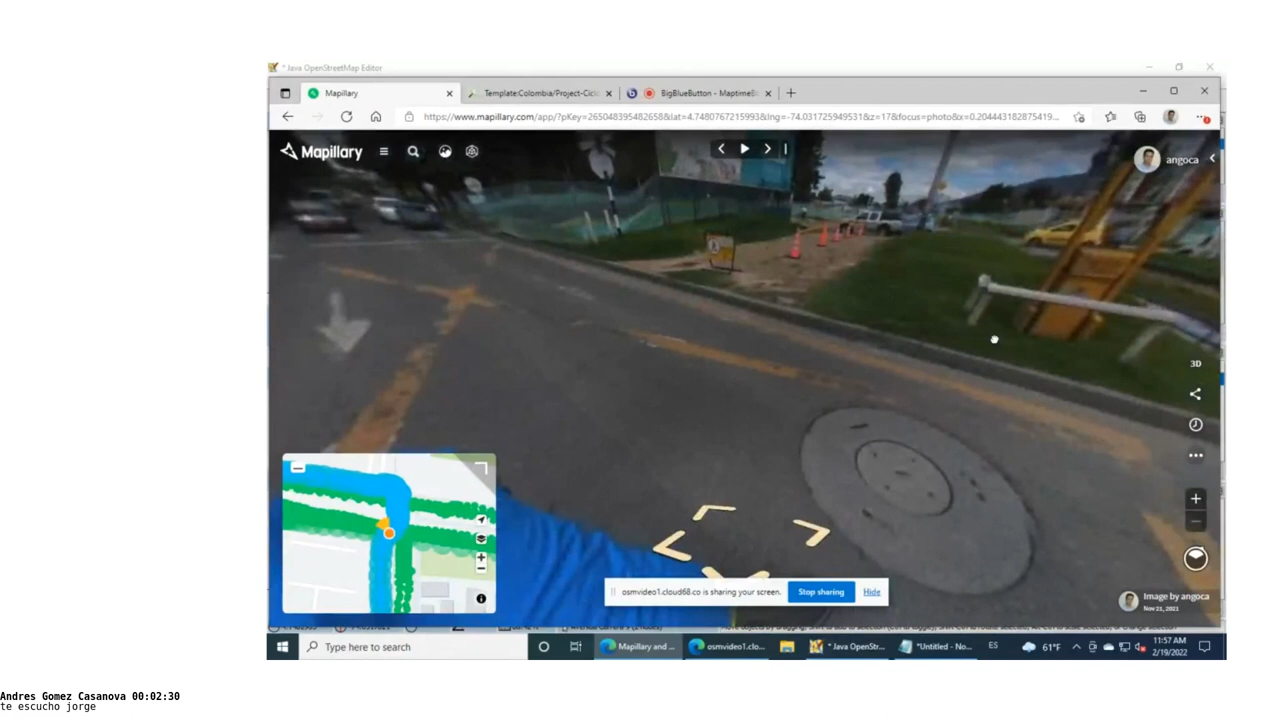 * Java OpenStreetMap Editor
Mapillary
Template:Colombia/Project-Cicl
BigBlueButton - MaptimeB
https://www.mapillary.com/app/?pKey=265048395482658&lat=4.7480767215993&lng=-74.031725949531&z=17&focus=photo&x=0.204443182875419...
Mapillary
angoca
3D
osmvideo1.cloud68.co is sharing your screen.
Stop sharing
Hide
Image by angoca
Nov 21, 2021
Type here to search
Mapillary and ...
osmvideo1.clo...
* Java OpenStr...
*Untitled - No...
ES
61°F
11:57 AM
2/19/2022
Andres Gomez Casanova 00:02:30
te escucho jorge